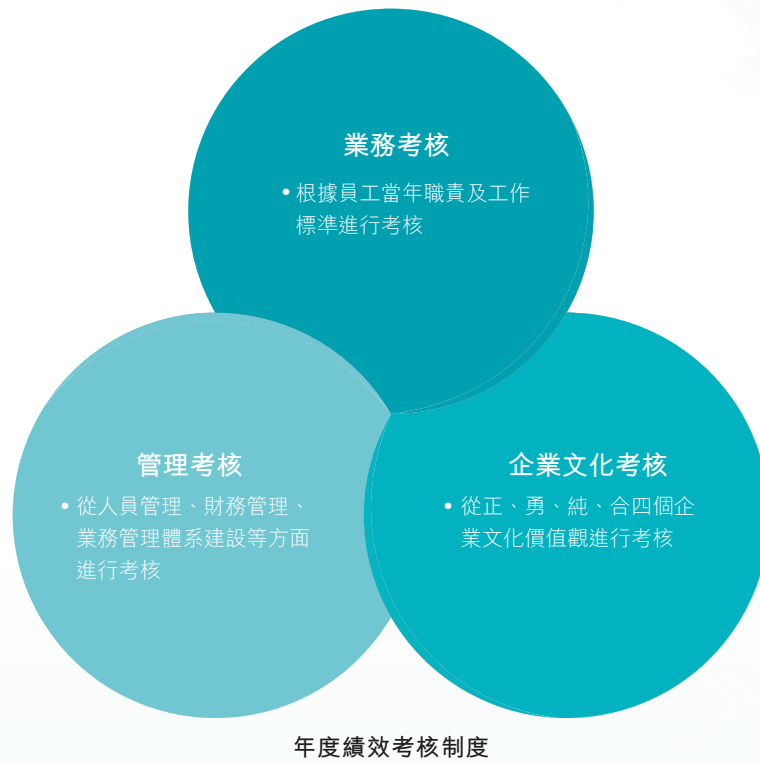 業務考核
• 根據員工當年職責及工作
標準進行考核
管理考核
• 從人員管理、財務管理、
業務管理體系建設等方面
進行考核
企業文化考核
• 從正、勇、純、合四個企
業文化價值觀進行考核
年度績效考核制度